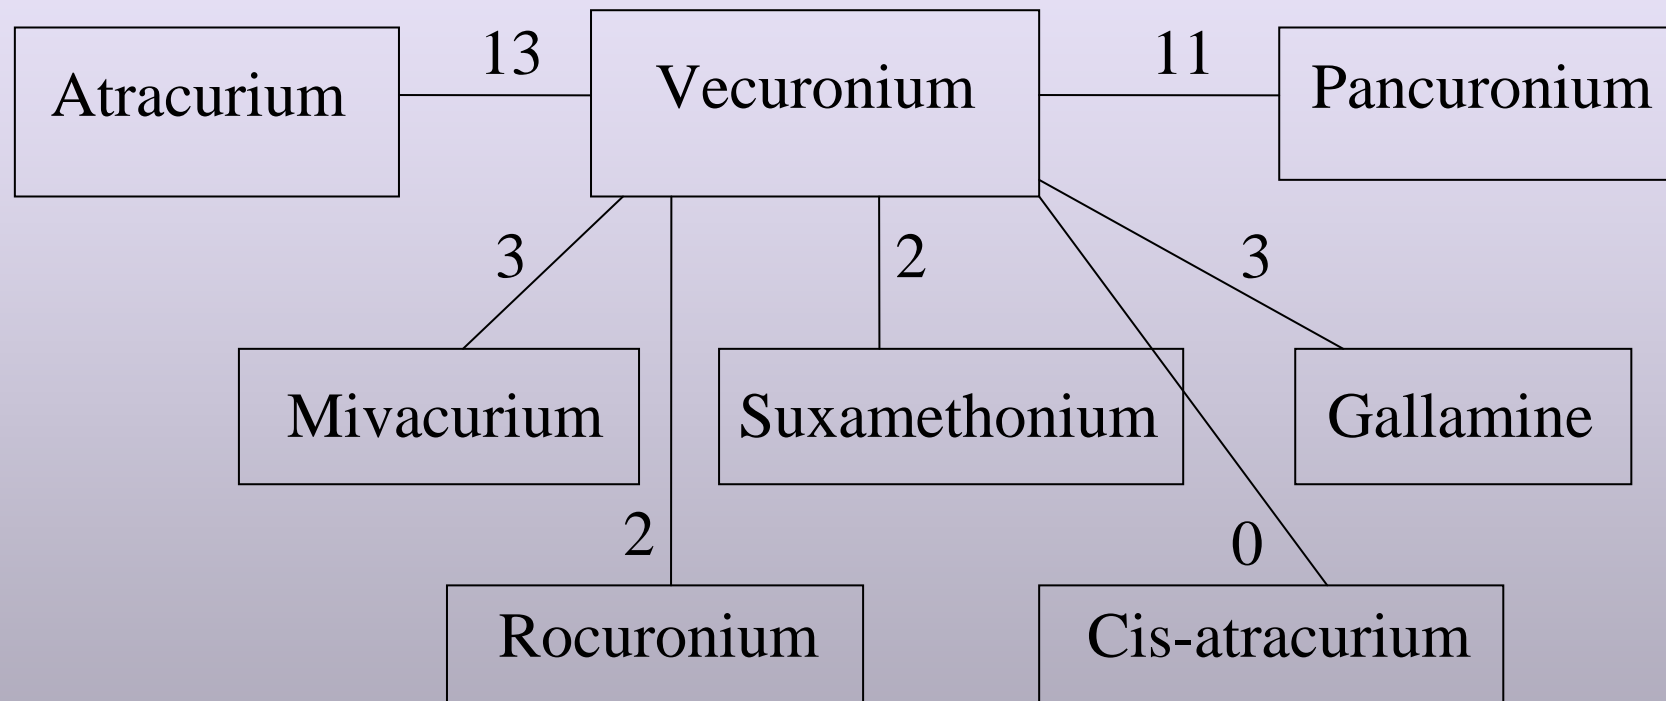 Atracurium
13
Vecuronium
11
Pancuronium
3
2
3
Mivacurium
Suxamethonium
Gallamine
2
0
Rocuronium
Cis-atracurium